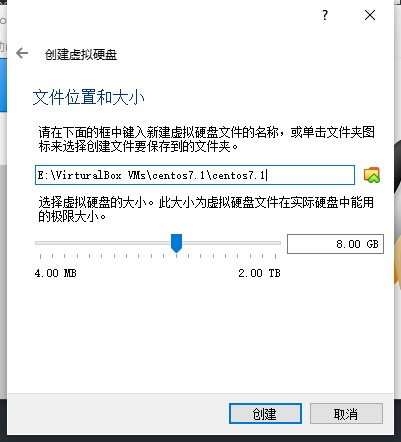 ?
创建虚拟硬盘
文件位置和大小
请在下面的框中键入新建虚拟硬盘文件的名称，或单击文件夹图
标来选择创建文件要保存到的文件夹。
E:\VirturalBox VMs\centos7.1\centos7.1
选择虚拟硬盘的大小。此大小为虚拟硬盘文件在实际硬盘中能用
的极限大小。
8.00 GB
4.00 MB 2.00 TB
创建 取消